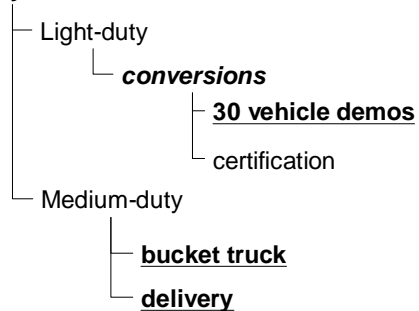 Light-duty
conversions
30 vehicle demos
certification
Medium-duty
bucket truck
delivery